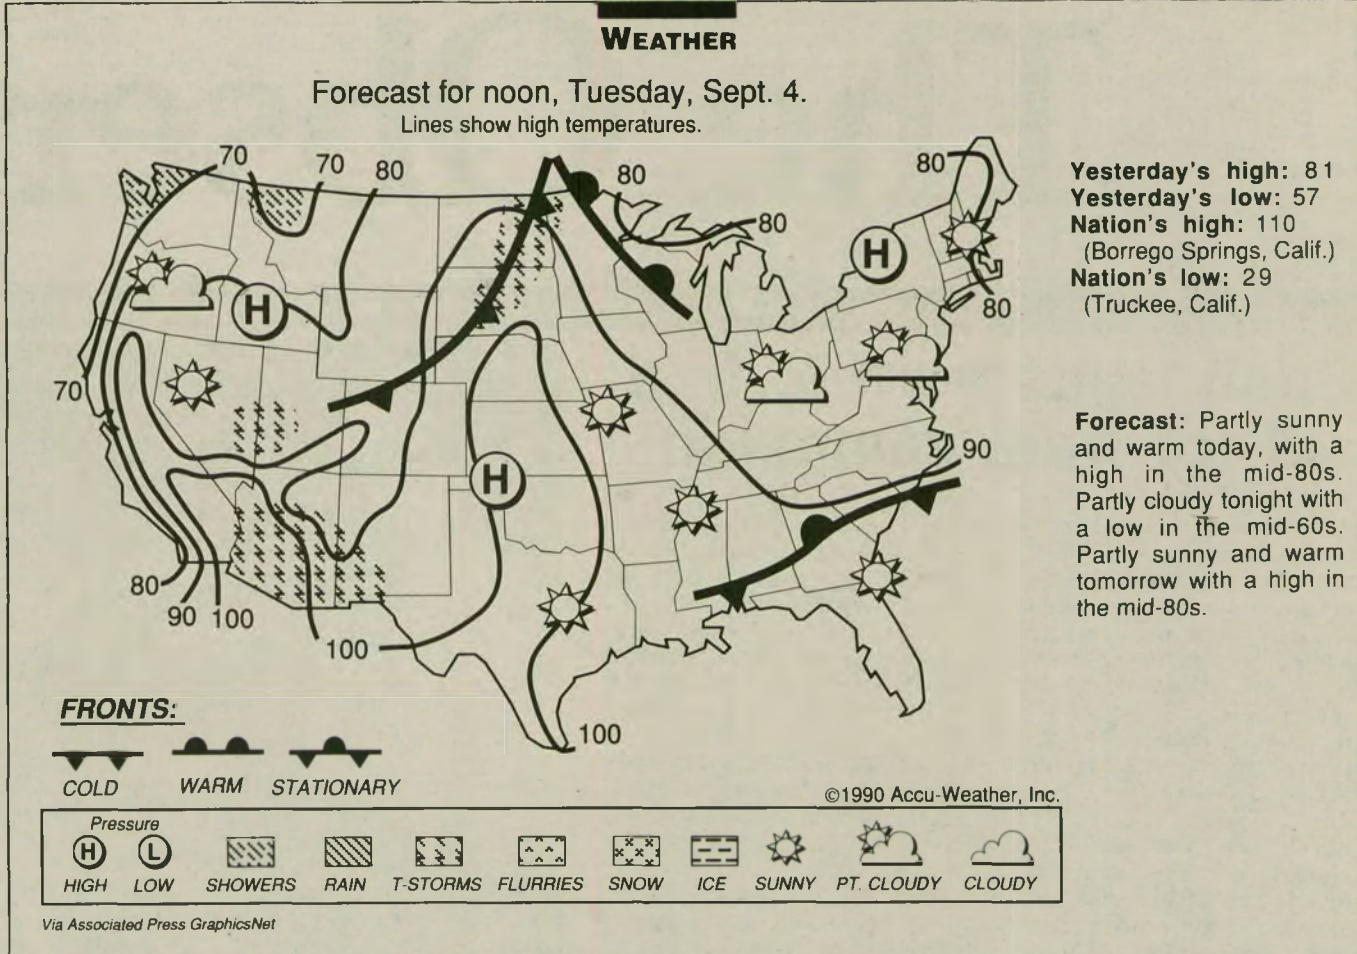 WEATHER
Forecast for noon, Tuesday, Sept. 4.
Lines show high temperatures.
70
70
80
80
80
80
80
70
90
80
90
100
100
100
H
H
H
Yesterday's high: 81
Yesterday's low: 57
Nation's high: 110
(Borrego Springs, Calif.)
Nation's low: 29
(Truckee, Calif.)
Forecast: Partly sunny
and warm today, with a
high in the mid-80s.
Partly cloudy tonight with
a low in the mid-60s.
Partly sunny and warm
tomorrow with a high in
the mid-80s.
FRONTS:
COLD
WARM
STATIONARY
©1990 Accu-Weather, Inc.
Pressure
H
L
HIGH
LOW
SHOWERS
RAIN
T-STORMS
FLURRIES
SNOW
ICE
SUNNY
PT. CLOUDY
CLOUDY
Via Associated Press GraphicsNet